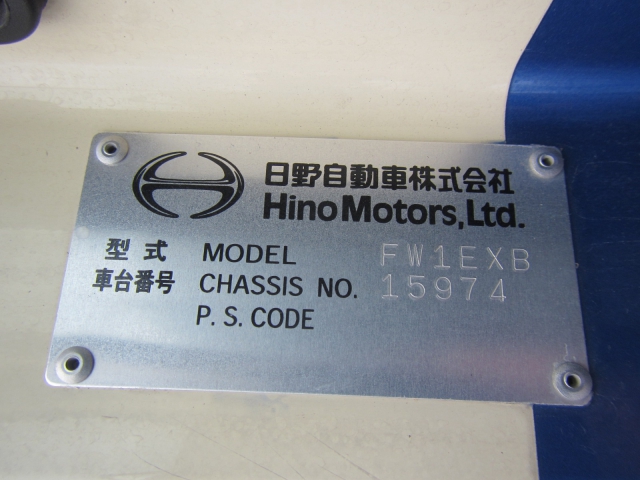 日野自動車株式会社
Hino Motors, Ltd.
型式 MODEL FW1EXB
車台番号 CHASSIS NO. 15974
P. S. CODE